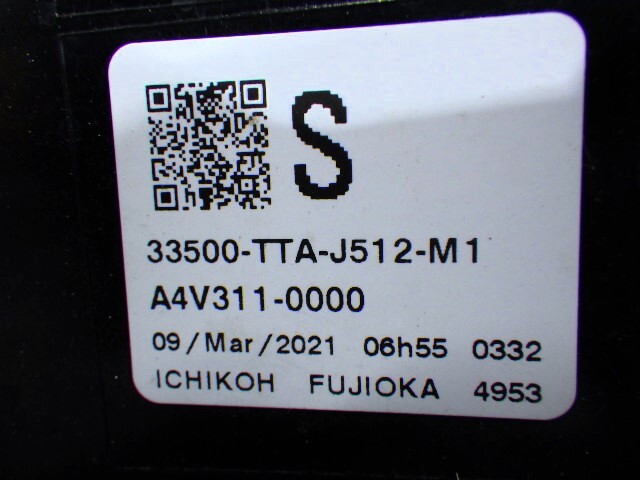 S
33500-TTA-J512-M1
A4V311-0000
09/Mar/2021 06h55 0332
ICHIKOH FUJIOKA 4953